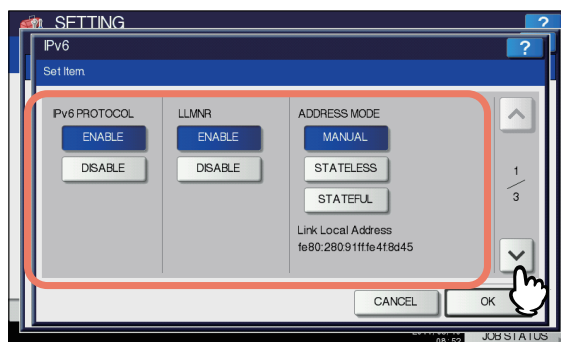 SETTING
?
IPv6
?
Set Item.
IPv6 PROTOCOL
ENABLE
DISABLE
LLMNR
ENABLE
DISABLE
ADDRESS MODE
MANUAL
STATELESS
STATEFUL
Link Local Address
fe80::280:91ff:fe4f:8d45
1
3
CANCEL
OK
JOB STATUS